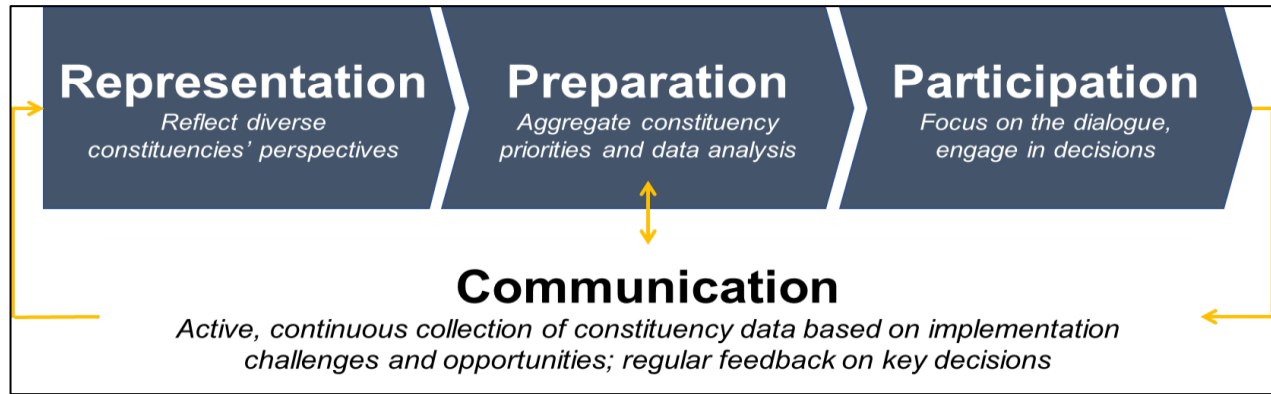 Representation
Reflect diverse
constituencies' perspectives
Preparation
Aggregate constituency
priorities and data analysis
Participation
Focus on the dialogue,
engage in decisions
Communication
Active, continuous collection of constituency data based on implementation
challenges and opportunities; regular feedback on key decisions